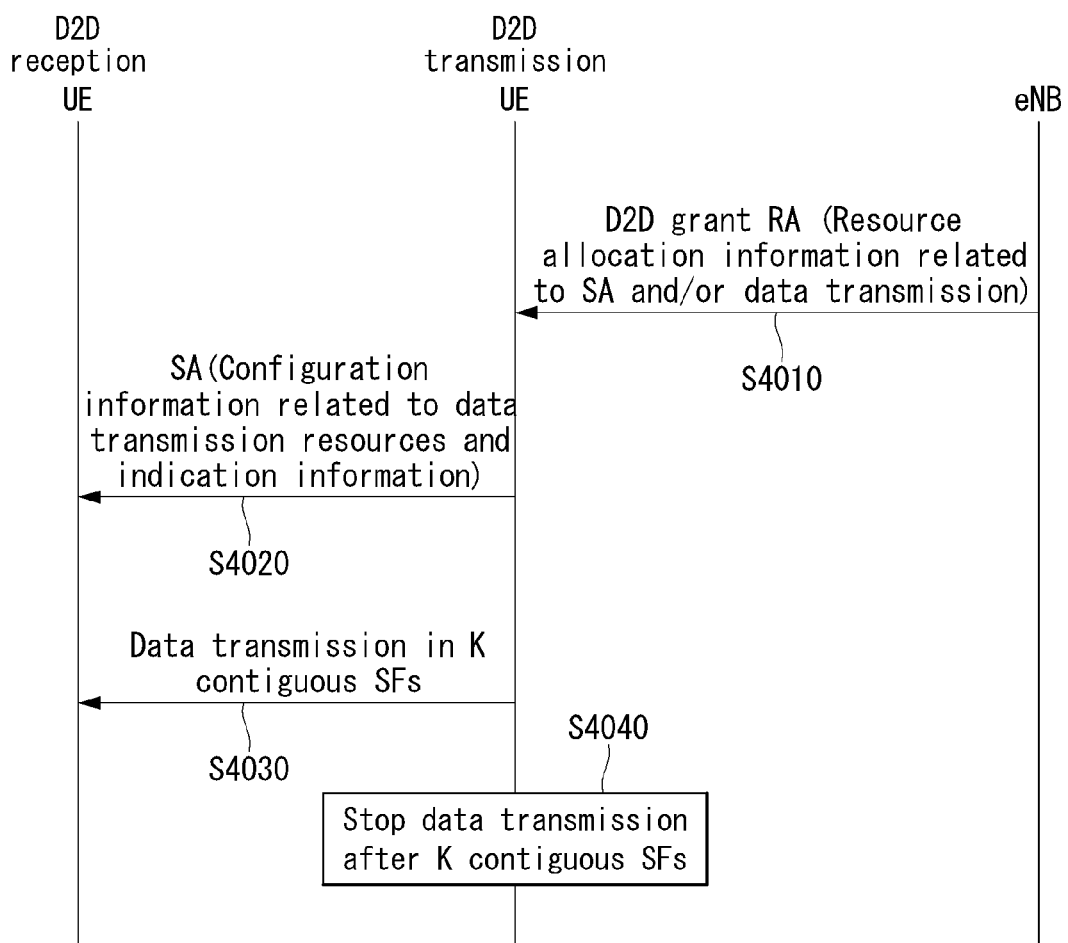 D2D
reception
UE
D2D
transmission
UE
eNB
D2D grant RA (Resource
allocation information related
to SA and/or data transmission)
S4010
SA(Configuration
information related to data
transmission resources and
indication information)
S4020
Data transmission in K
contiguous SFs
S4030
S4040
Stop data transmission
after K contiguous SFs